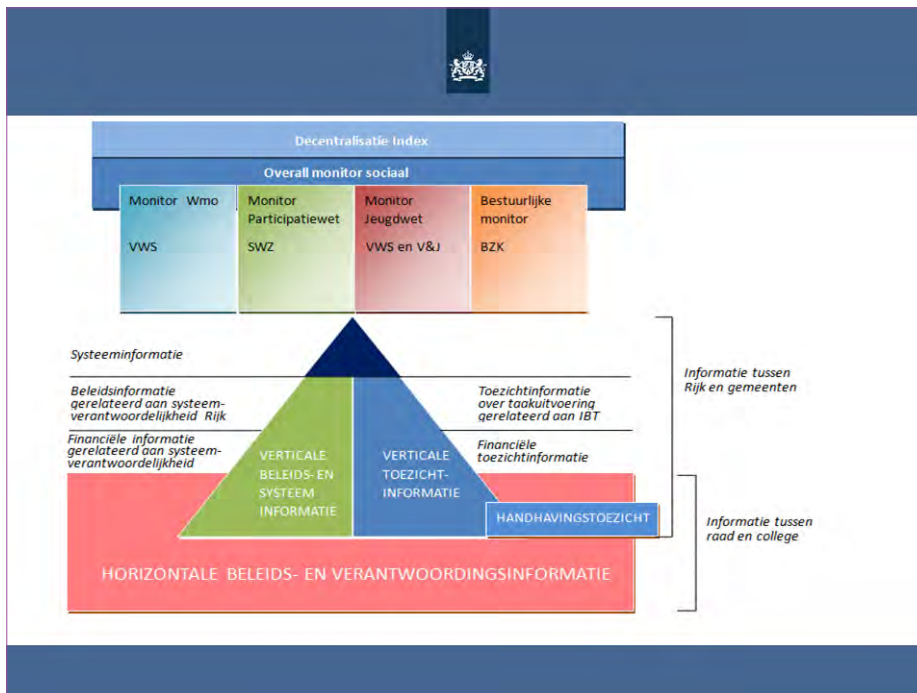 Decentralisatie Index
Overall monitor sociaal
Monitor Wmo
VWS
Monitor
Participatiewet
SWZ
Monitor
Jeugdwet
VWS en V&J
Bestuurlijke
monitor
BZK
Systeeminformatie
Beleidsinformatie
gerelateerd aan systeem-
verantwoordelijkheid Rijk
Financiële informatie
gerelateerd aan systeem-
verantwoordelijkheid
VERTICALE
BELEIDS- EN
SYSTEEM
INFORMATIE
VERTICALE
TOEZICHT-
INFORMATIE
Toezichtinformatie
over taakuitvoering
gerelateerd aan IBT
Financiële
toezichtinformatie
HANDHAVINGSTOEZICHT
Informatie tussen
Rijk en gemeenten
Informatie tussen
raad en college
HORIZONTALE BELEIDS- EN VERANTWOORDINGSINFORMATIE